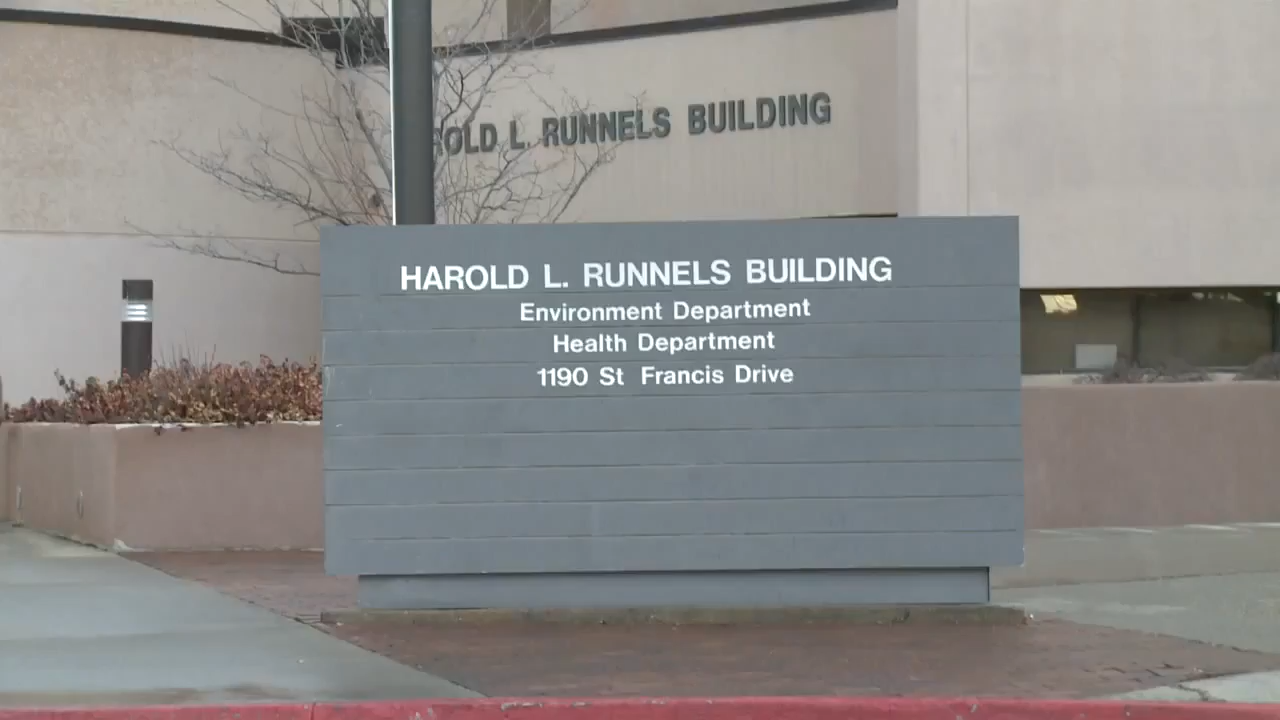 OLD L. RUNNELS BUILDING
HAROLD L. RUNNELS BUILDING
Environment Department
Health Department
1190 St Francis Drive